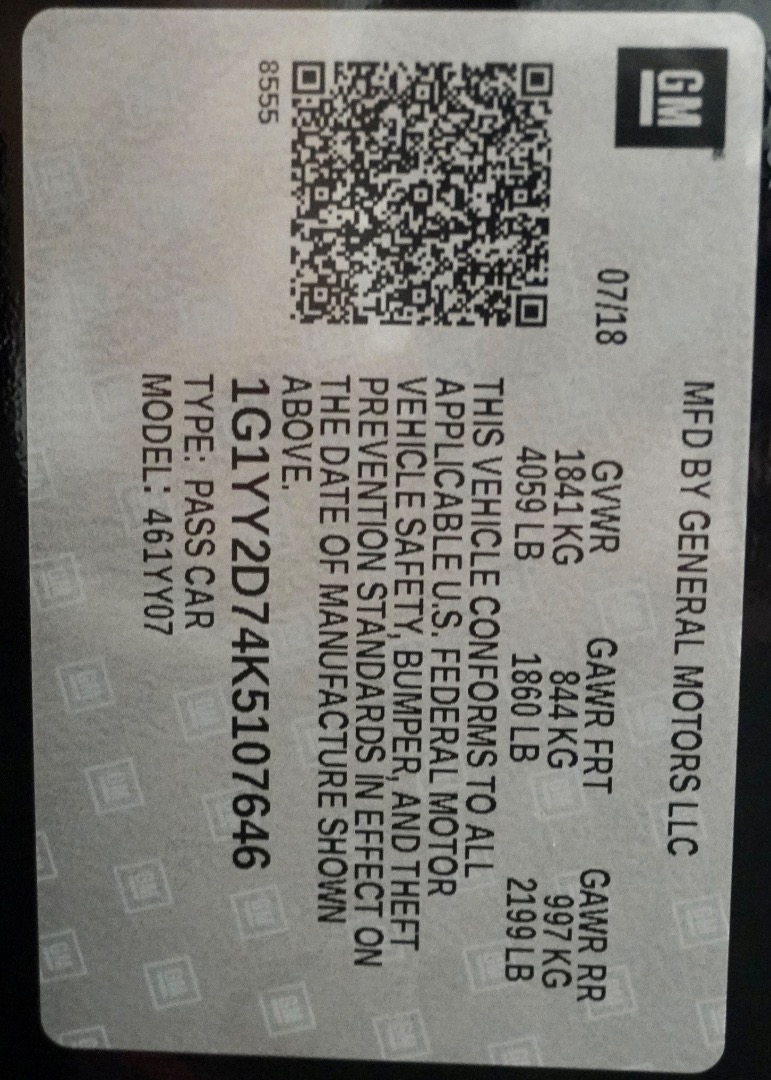 GM
MFD BY GENERAL MOTORS LLC
07/18
GVWR GAWR FRT GAWR RR
1841 KG 844 KG 997 KG
4059 LB 1860 LB 2199 LB
THIS VEHICLE CONFORMS TO ALL
APPLICABLE U.S. FEDERAL MOTOR
VEHICLE SAFETY, BUMPER, AND THEFT
PREVENTION STANDARDS IN EFFECT ON
THE DATE OF MANUFACTURE SHOWN
ABOVE.
8555
1G1YY2D74K5107646
TYPE: PASS CAR
MODEL: 461YY07